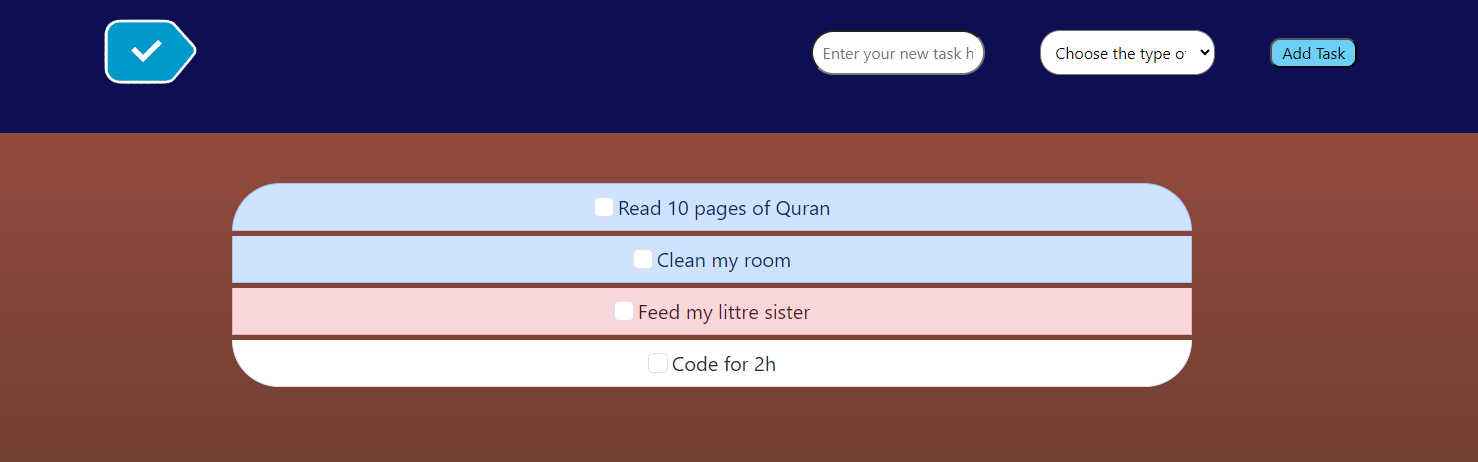 Enter your new task h
Choose the type o
Add Task
Read 10 pages of Quran
Clean my room
Feed my littre sister
Code for 2h